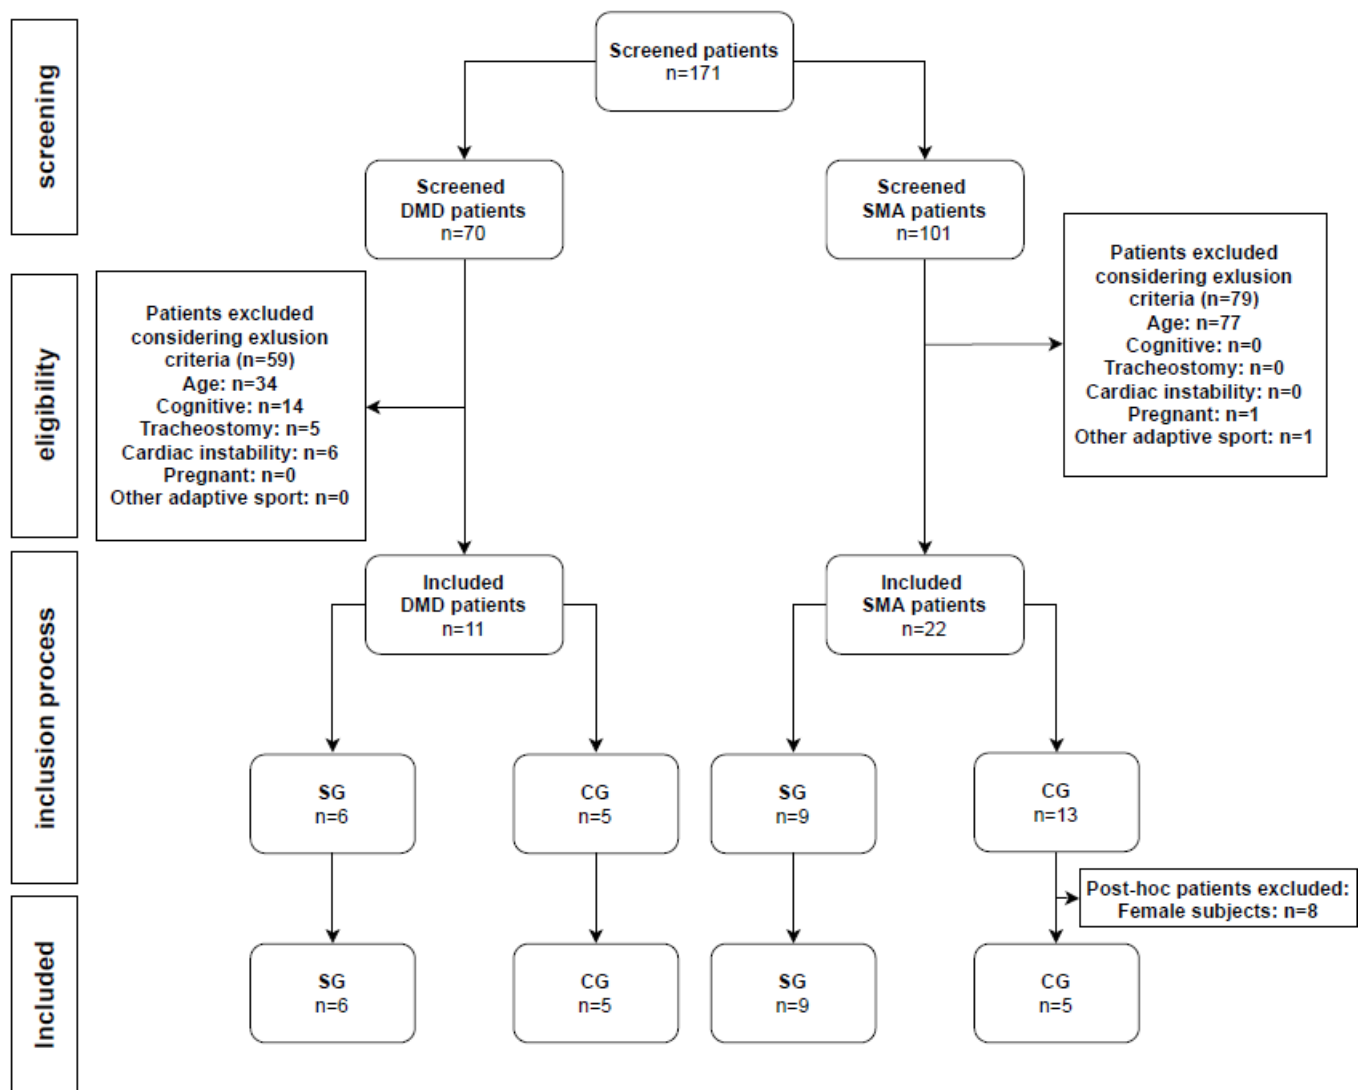 screening
Screened patients
n=171
Screened
DMD patients
n=70
Screened
SMA patients
n=101
eligibility
Patients excluded
considering exlusion
criteria (n=59)
Age: n=34
Cognitive: n=14
Tracheostomy: n=5
Cardiac instability: n=6
Pregnant: n=0
Other adaptive sport: n=0
Patients excluded
considering exlusion
criteria (n=79)
Age: n=77
Cognitive: n=0
Tracheostomy: n=0
Cardiac instability: n=0
Pregnant: n=1
Other adaptive sport: n=1
inclusion process
Included
DMD patients
n=11
Included
SMA patients
n=22
SG
n=6
CG
n=5
SG
n=9
CG
n=13
Post-hoc patients excluded:
Female subjects: n=8
Included
SG
n=6
CG
n=5
SG
n=9
CG
n=5